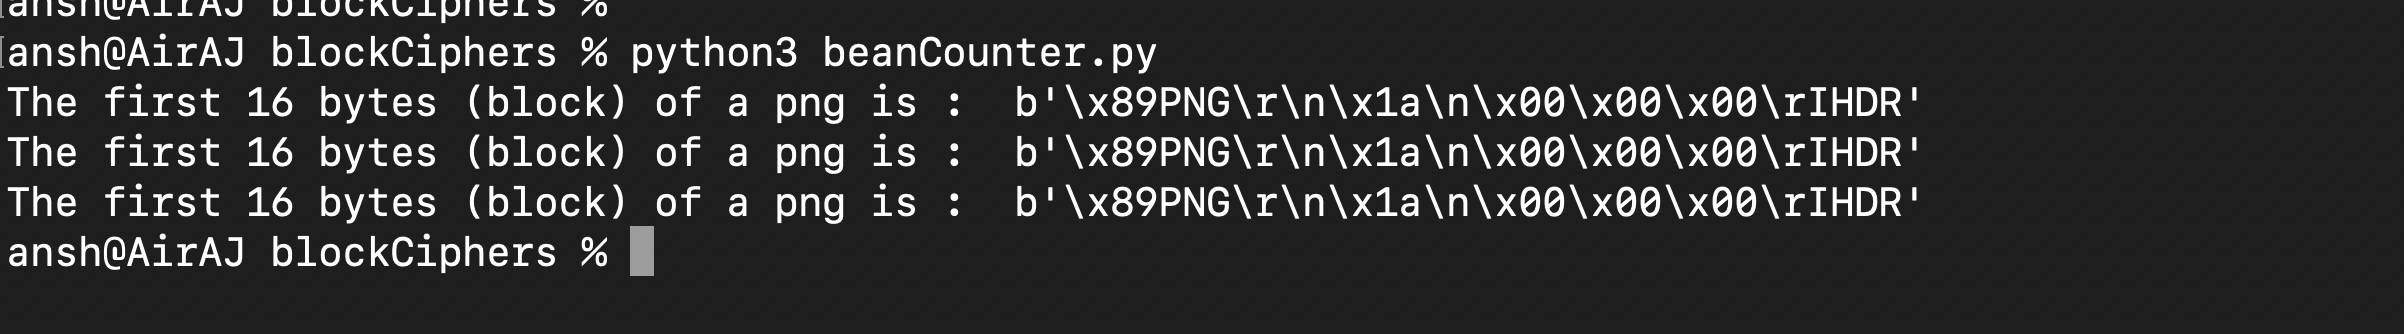 ansh@AirAJ blockCiphers %
[ansh@AirAJ blockCiphers % python3 beanCounter.py
The first 16 bytes (block) of a png is :  b'\x89PNG\r\n\x1a\n\x00\x00\x00\rIHDR'
The first 16 bytes (block) of a png is :  b'\x89PNG\r\n\x1a\n\x00\x00\x00\rIHDR'
The first 16 bytes (block) of a png is :  b'\x89PNG\r\n\x1a\n\x00\x00\x00\rIHDR'
ansh@AirAJ blockCiphers %